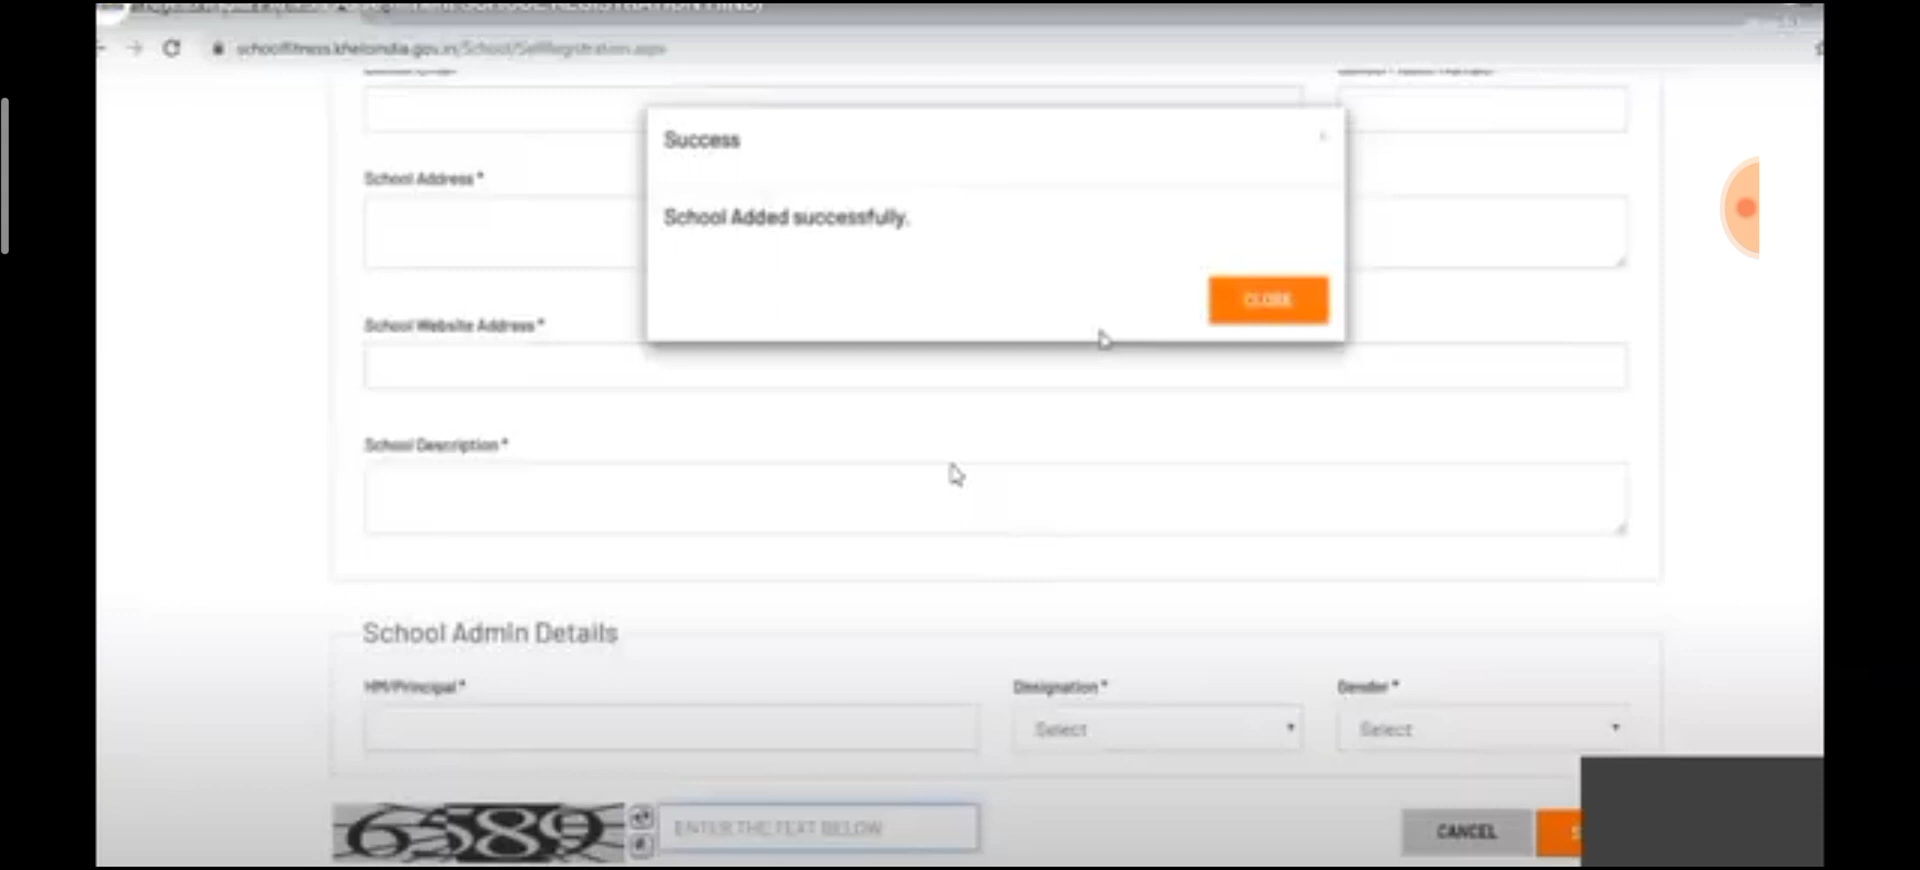 schoolfitness.kheloindia.gov.in/School/SelfRegistration.aspx
Success
School Added successfully.
CLOSE
School Address *
School Website Address *
School Description *
School Admin Details
HM/Principal *
Designation *
Gender *
Select
Select
6589
ENTER THE TEXT BELOW
CANCEL